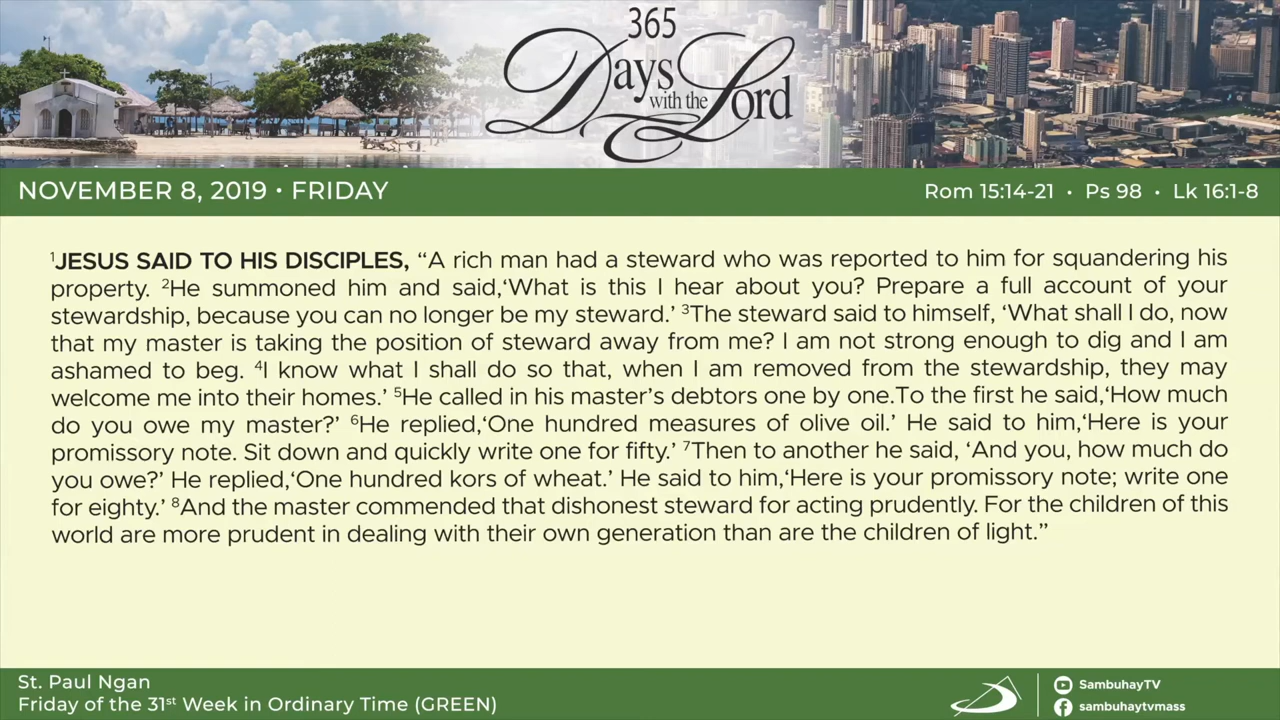 365
Days
with the
Lord
NOVEMBER 8, 2019 • FRIDAY
Rom 15:14-21 • Ps 98 • Lk 16:1-8
¹JESUS SAID TO HIS DISCIPLES, “A rich man had a steward who was reported to him for squandering his
property. ²He summoned him and said,‘What is this I hear about you? Prepare a full account of your
stewardship, because you can no longer be my steward.’ ³The steward said to himself, ‘What shall I do, now
that my master is taking the position of steward away from me? I am not strong enough to dig and I am
ashamed to beg. ⁴I know what I shall do so that, when I am removed from the stewardship, they may
welcome me into their homes.’ ⁵He called in his master’s debtors one by one.To the first he said,‘How much
do you owe my master?’ ⁶He replied,‘One hundred measures of olive oil.’ He said to him,‘Here is your
promissory note. Sit down and quickly write one for fifty.’ ⁷Then to another he said, ‘And you, how much do
you owe?’ He replied,‘One hundred kors of wheat.’ He said to him,‘Here is your promissory note; write one
for eighty.’ ⁸And the master commended that dishonest steward for acting prudently. For the children of this
world are more prudent in dealing with their own generation than are the children of light.”
St. Paul Ngan
Friday of the 31st Week in Ordinary Time (GREEN)
SambuhayTV
sambuhaytvmass